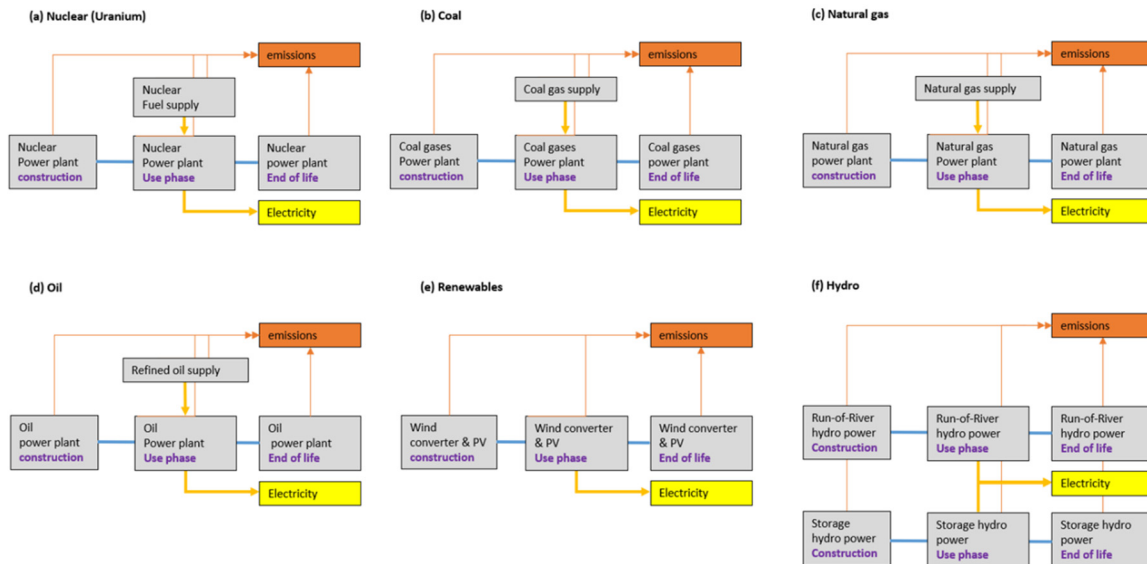 (a) Nuclear (Uranium)
emissions
Nuclear
Fuel supply
Nuclear
Power plant
construction
Nuclear
Power plant
Use phase
Nuclear
power plant
End of life
Electricity
(b) Coal
emissions
Coal gas supply
Coal gases
Power plant
construction
Coal gases
Power plant
Use phase
Coal gases
power plant
End of life
Electricity
(c) Natural gas
emissions
Natural gas supply
Natural gas
power plant
construction
Natural gas
Power plant
Use phase
Natural gas
power plant
End of life
Electricity
(d) Oil
emissions
Refined oil supply
Oil
power plant
construction
Oil
Power plant
Use phase
Oil
power plant
End of life
Electricity
(e) Renewables
emissions
Wind
converter & PV
construction
Wind converter
& PV
Use phase
Wind converter
& PV
End of life
Electricity
(f) Hydro
emissions
Run-of-River
hydro power
Construction
Run-of-River
hydro power
Use phase
Run-of-River
hydro power
End of life
Electricity
Storage
hydro power
Construction
Storage hydro
power
Use phase
Storage hydro
power
End of life